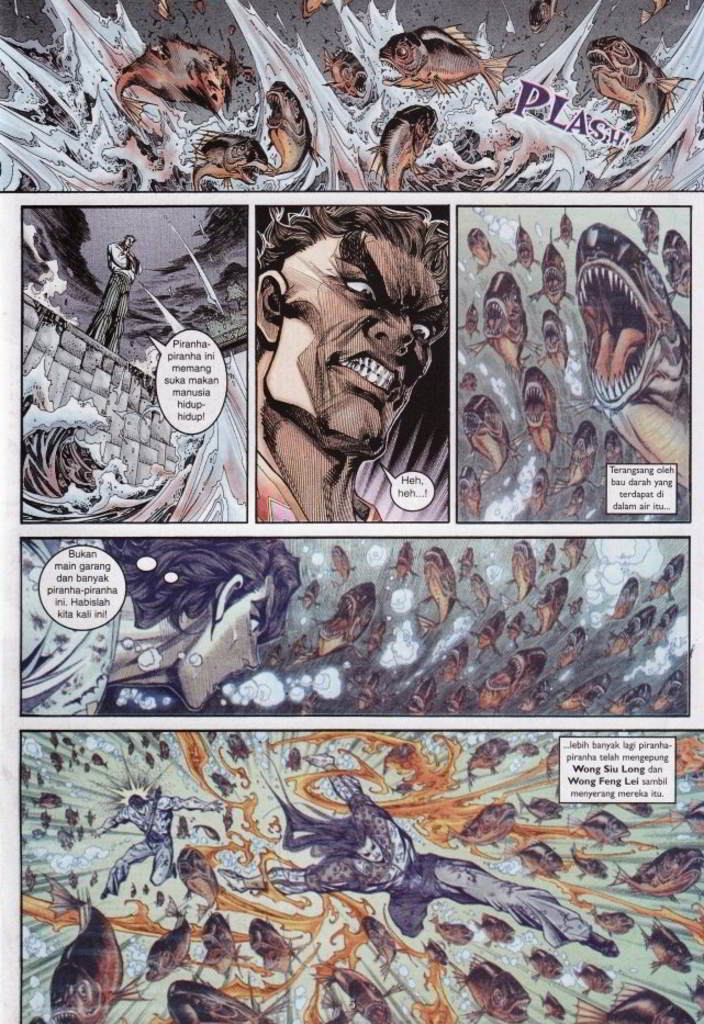 PLASH!
Piranha-
piranha ini
memang
suka makan
manusia
hidup-
hidup!
Heh,
heh...!
Terangsang oleh
bau darah yang
terdapat di
dalam air itu...
Bukan
main garang
dan banyak
piranha-piranha
ini. Habislah
kita kali ini!
...lebih banyak lagi piranha-
piranha telah mengepung
Wong Siu Long dan
Wong Feng Lei sambil
menyerang mereka itu.
5